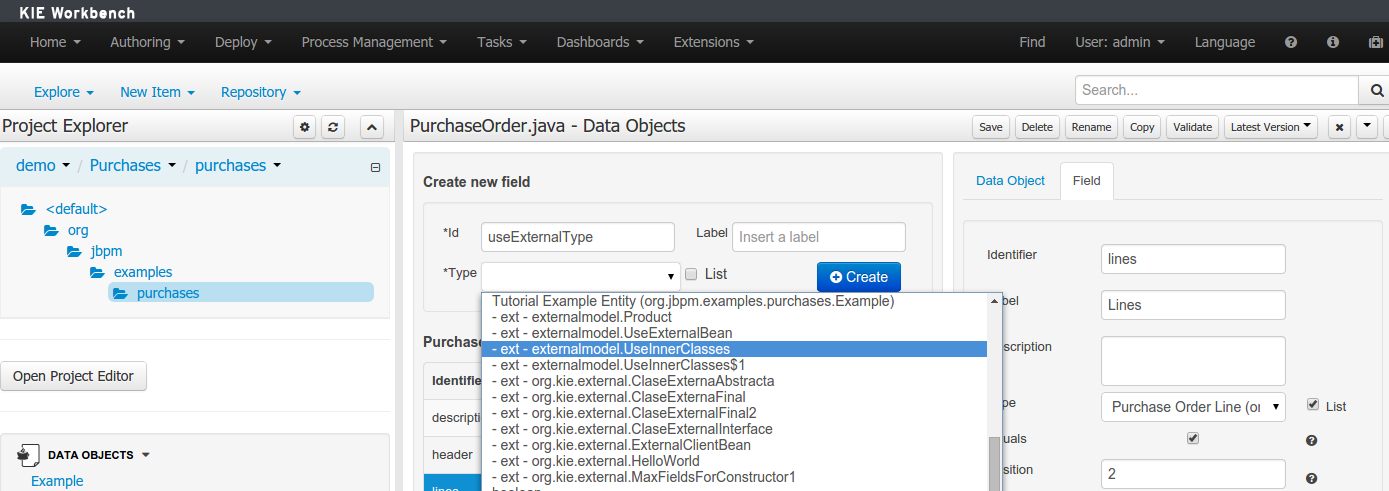 KIE Workbench
Home Authoring Deploy Process Management Tasks Dashboards Extensions Find User: admin Language
Explore New Item Repository Search...
Project Explorer
demo / Purchases / purchases
<default>
org
jbpm
examples
purchases
Open Project Editor
DATA OBJECTS
Example
PurchaseOrder.java - Data Objects Save Delete Rename Copy Validate Latest Version
Create new field
*Id useExternalType Label Insert a label
*Type List Create
Tutorial Example Entity (org.jbpm.examples.purchases.Example)
- ext - externalmodel.Product
- ext - externalmodel.UseExternalBean
- ext - externalmodel.UseInnerClasses
- ext - externalmodel.UseInnerClasses$1
- ext - org.kie.external.ClaseExternaAbstracta
- ext - org.kie.external.ClaseExternaFinal
- ext - org.kie.external.ClaseExternalFinal2
- ext - org.kie.external.ClaseExternalInterface
- ext - org.kie.external.ExternalClientBean
- ext - org.kie.external.HelloWorld
- ext - org.kie.external.MaxFieldsForConstructor1
Purchase
Identifie
descripti
header
Data Object Field
Identifier lines
bel Lines
scription
pe Purchase Order Line (or List
uals
sition 2